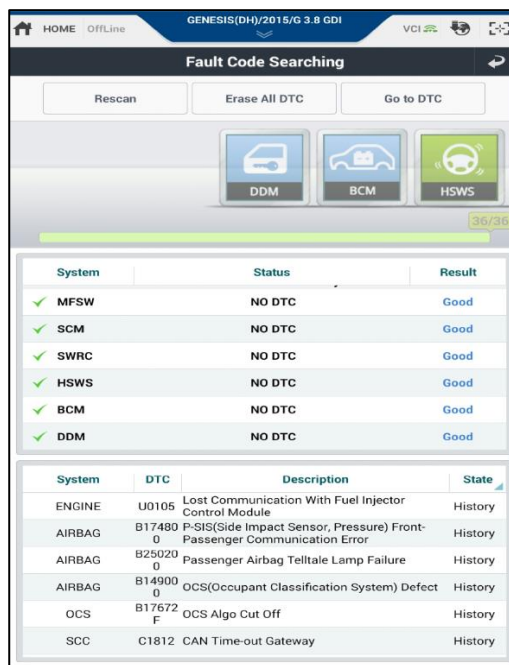 GENESIS(DH)/2015/G 3.8 GDI
HOME OffLine VCI
Fault Code Searching
Rescan Erase All DTC Go to DTC
DDM BCM HSWS
36/36
System Status Result
MFSW NO DTC Good
SCM NO DTC Good
SWRC NO DTC Good
HSWS NO DTC Good
BCM NO DTC Good
DDM NO DTC Good
System DTC Description State
ENGINE U0105 Lost Communication With Fuel Injector
Control Module History
AIRBAG B17480 P-SIS(Side Impact Sensor, Pressure) Front-
0 Passenger Communication Error History
AIRBAG B25020
0 Passenger Airbag Telltale Lamp Failure History
AIRBAG B14900
0 OCS(Occupant Classification System) Defect History
OCS B17672
F OCS Algo Cut Off History
SCC C1812 CAN Time-out Gateway History